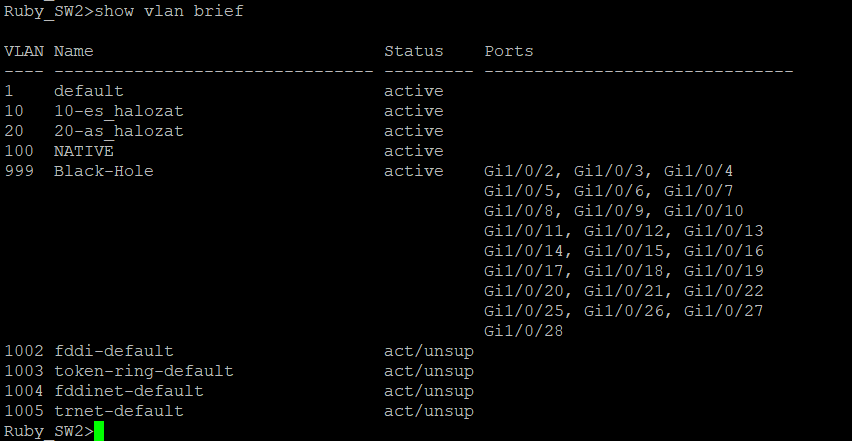 Ruby_SW2>show vlan brief
VLAN Name                             Status    Ports
---- -------------------------------- --------- -------------------------------
1    default                          active
10   10-es_halozat                    active
20   20-as_halozat                    active
100  NATIVE                           active
999  Black-Hole                       active    Gi1/0/2, Gi1/0/3, Gi1/0/4
                                                Gi1/0/5, Gi1/0/6, Gi1/0/7
                                                Gi1/0/8, Gi1/0/9, Gi1/0/10
                                                Gi1/0/11, Gi1/0/12, Gi1/0/13
                                                Gi1/0/14, Gi1/0/15, Gi1/0/16
                                                Gi1/0/17, Gi1/0/18, Gi1/0/19
                                                Gi1/0/20, Gi1/0/21, Gi1/0/22
                                                Gi1/0/25, Gi1/0/26, Gi1/0/27
                                                Gi1/0/28
1002 fddi-default                     act/unsup
1003 token-ring-default               act/unsup
1004 fddinet-default                  act/unsup
1005 trnet-default                    act/unsup
Ruby_SW2>